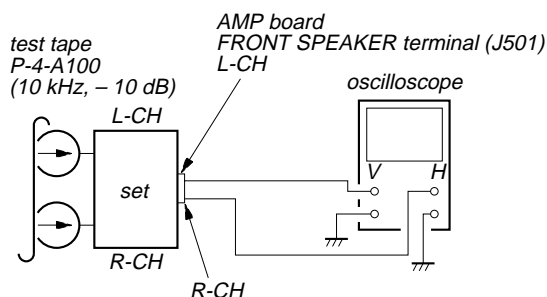 test tape
P-4-A100
(10 kHz, – 10 dB)
AMP board
FRONT SPEAKER terminal (J501)
L-CH
oscilloscope
L-CH
set
V
H
R-CH
R-CH